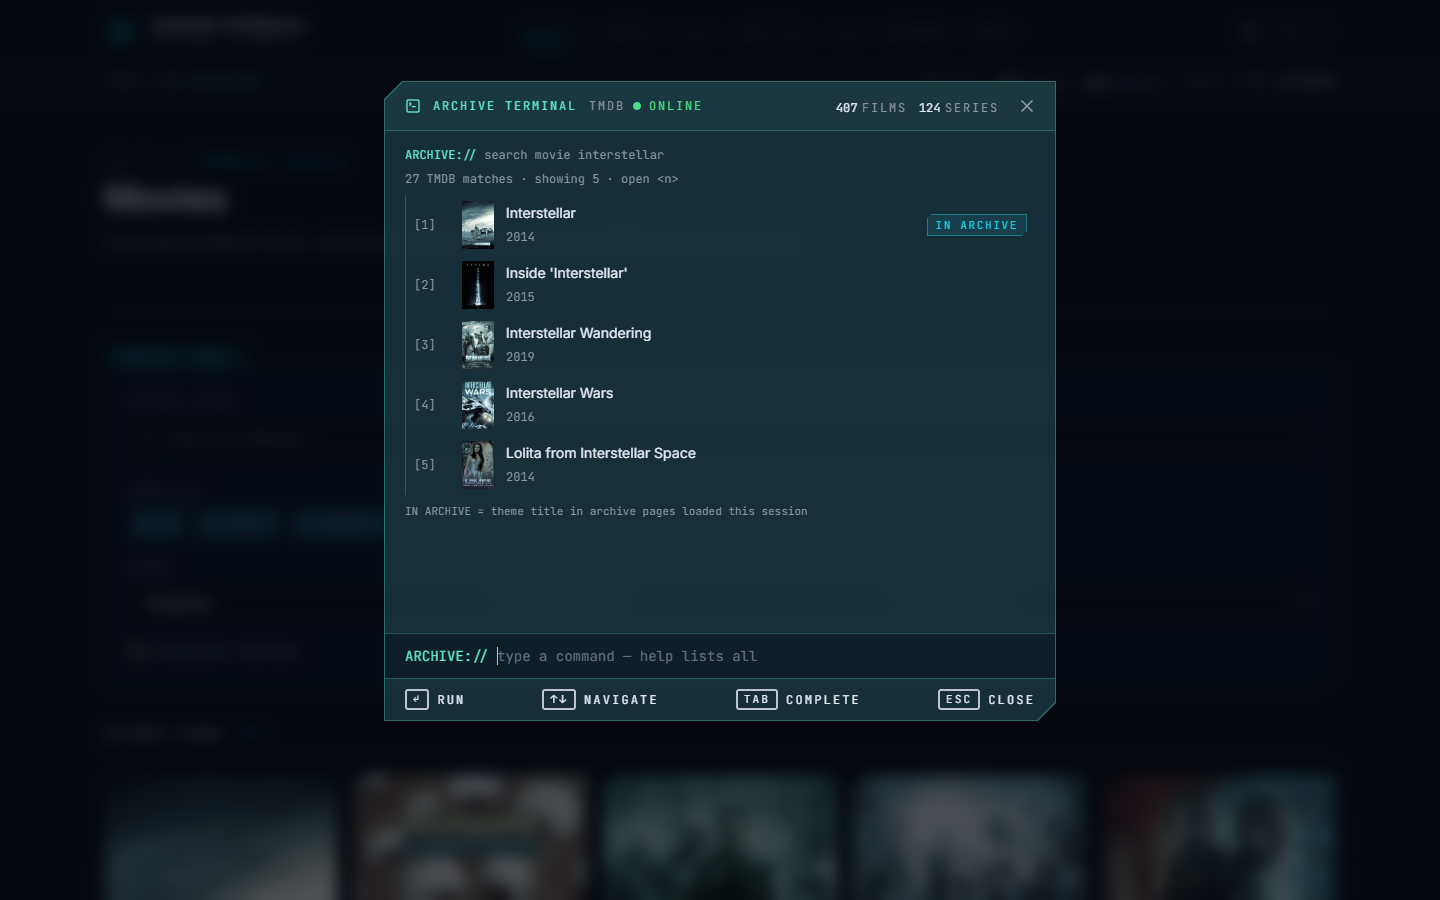 ARCHIVE TERMINAL TMDB ONLINE 407 FILMS 124 SERIES
ARCHIVE:// search movie interstellar
27 TMDB matches · showing 5 · open <n>
[1] Interstellar
2014
IN ARCHIVE
[2] Inside 'Interstellar'
2015
[3] Interstellar Wandering
2019
[4] Interstellar Wars
2016
[5] Lolita from Interstellar Space
2014
IN ARCHIVE = theme title in archive pages loaded this session
ARCHIVE:// type a command — help lists all
↵ RUN ↑↓ NAVIGATE TAB COMPLETE ESC CLOSE
Movies